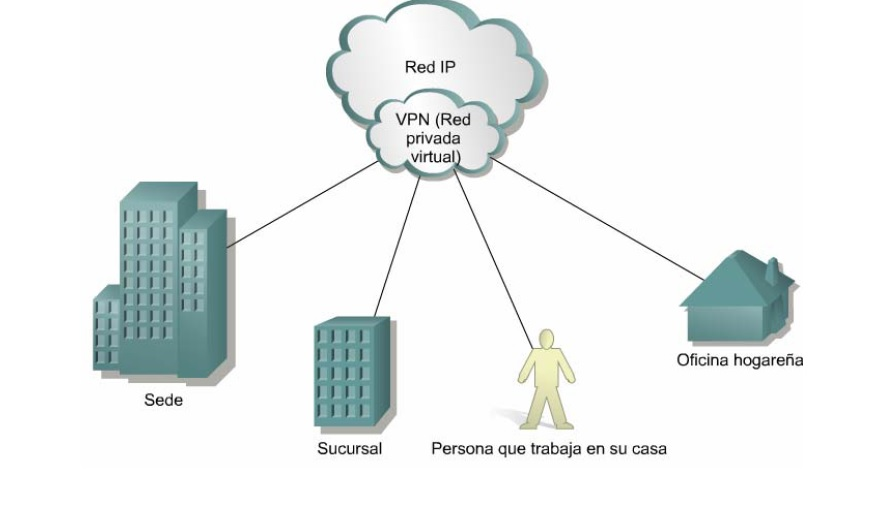 Red IP
VPN (Red
privada
virtual)
Oficina hogareña
Sede
Sucursal
Persona que trabaja en su casa